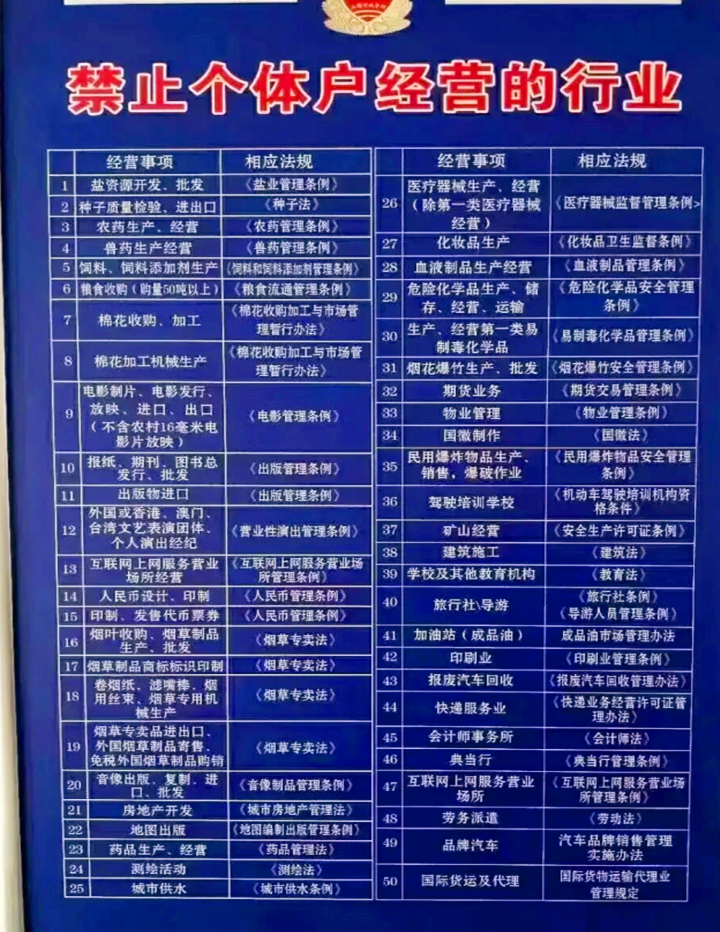 禁止个体户经营的行业
经营事项 相应法规
1 盐资源开发、批发 《盐业管理条例》
2 种子质量检验、进出口 《种子法》
3 农药生产、经营 《农药管理条例》
4 兽药生产经营 《兽药管理条例》
5 饲料、饲料添加剂生产 《饲料和饲料添加剂管理条例》
6 粮食收购（购量50吨以上） 《粮食流通管理条例》
7 棉花收购、加工 《棉花收购加工与市场管
理暂行办法》
8 棉花加工机械生产 《棉花收购加工与市场管
理暂行办法》
9 电影制片、电影发行、
放映、进口、出口
（不含农村16毫米电
影片放映） 《电影管理条例》
10 报纸、期刊、图书总
发行、批发 《出版管理条例》
11 出版物进口 《出版管理条例》
12 外国或香港、澳门、
台湾文艺表演团体、
个人演出经纪 《营业性演出管理条例》
13 互联网上网服务营业
场所经营 《互联网上网服务营业场
所管理条例》
14 人民币设计、印制 《人民币管理条例》
15 印制、发售代币票券 《人民币管理条例》
16 烟叶收购、烟草制品
生产、批发 《烟草专卖法》
17 烟草制品商标标识印制 《烟草专卖法》
18 卷烟纸、滤嘴棒、烟
用丝束、烟草专用机
械生产 《烟草专卖法》
19 烟草专卖品进出口、
外国烟草制品寄售、
免税外国烟草制品购销 《烟草专卖法》
20 音像出版、复制、进
口、批发 《音像制品管理条例》
21 房地产开发 《城市房地产管理法》
22 地图出版 《地图编制出版管理条例》
23 药品生产、经营 《药品管理法》
24 测绘活动 《测绘法》
25 城市供水 《城市供水条例》
经营事项 相应法规
26 医疗器械生产、经营
（除第一类医疗器械
经营） 《医疗器械监督管理条例>
27 化妆品生产 《化妆品卫生监督条例》
28 血液制品生产经营 《血液制品管理条例》
29 危险化学品生产、储
存、经营、运输 《危险化学品安全管理
条例》
30 生产、经营第一类易
制毒化学品 《易制毒化学品管理条例》
31 烟花爆竹生产、批发 《烟花爆竹安全管理条例》
32 期货业务 《期货交易管理条例》
33 物业管理 《物业管理条例》
34 国徽制作 《国徽法》
35 民用爆炸物品生产、
销售，爆破作业 《民用爆炸物品安全管理
条例》
36 驾驶培训学校 《机动车驾驶培训机构资
格条件》
37 矿山经营 《安全生产许可证条例》
38 建筑施工 《建筑法》
39 学校及其他教育机构 《教育法》
40 旅行社\导游 《旅行社条例》
《导游人员管理条例》
41 加油站（成品油） 成品油市场管理办法
42 印刷业 《印刷业管理条例》
43 报废汽车回收 《报废汽车回收管理办法》
44 快递服务业 《快递业务经营许可证管
理办法》
45 会计师事务所 《会计师法》
46 典当行 《典当行管理条例》
47 互联网上网服务营业
场所 《互联网上网服务营业场
所管理条例》
48 劳务派遣 《劳动法》
49 品牌汽车 汽车品牌销售管理
实施办法
50 国际货运及代理 国际货物运输代理业
管理规定